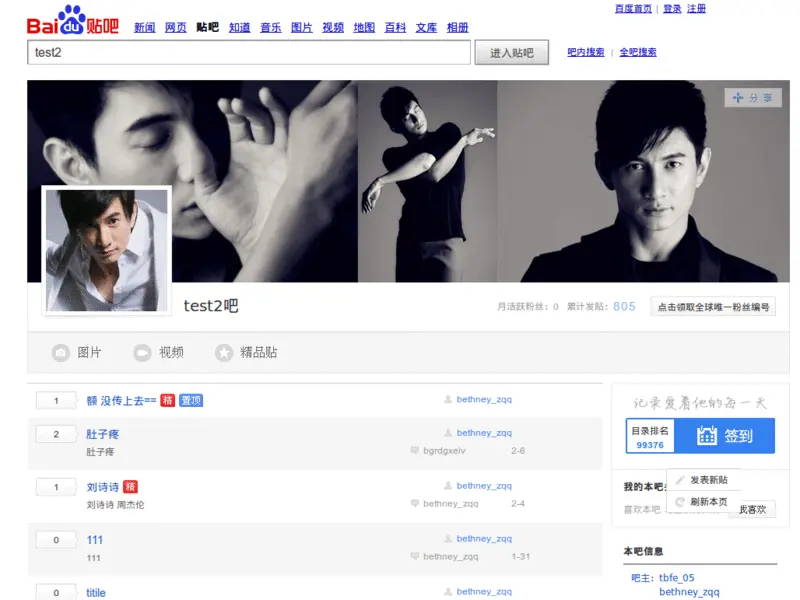 百度首页 | 登录 注册
Bai du 贴吧
新闻 网页 贴吧 知道 音乐 图片 视频 地图 百科 文库 相册
test2 进入贴吧 吧内搜索 | 全吧搜索
分享
test2吧
月活跃粉丝: 0 累计发贴: 805 点击领取全球唯一粉丝编号
图片 视频 精品贴
1 额 没传上去== 精 置顶 bethney_zqq
2 肚子疼 bethney_zqq
肚子疼 bgrdgxeiv 2-6
1 刘诗诗 精 bethney_zqq
刘诗诗 周杰伦 bethney_zqq 2-4
0 111 bethney_zqq
111 bethney_zqq 1-31
0 titile bethney_zqq
记录爱着他的每一天
目录排名
99376
签到
我的本吧
发表新贴
喜欢本吧
刷新本页
我喜欢
本吧信息
吧主: tbfe_05
bethney_zqq